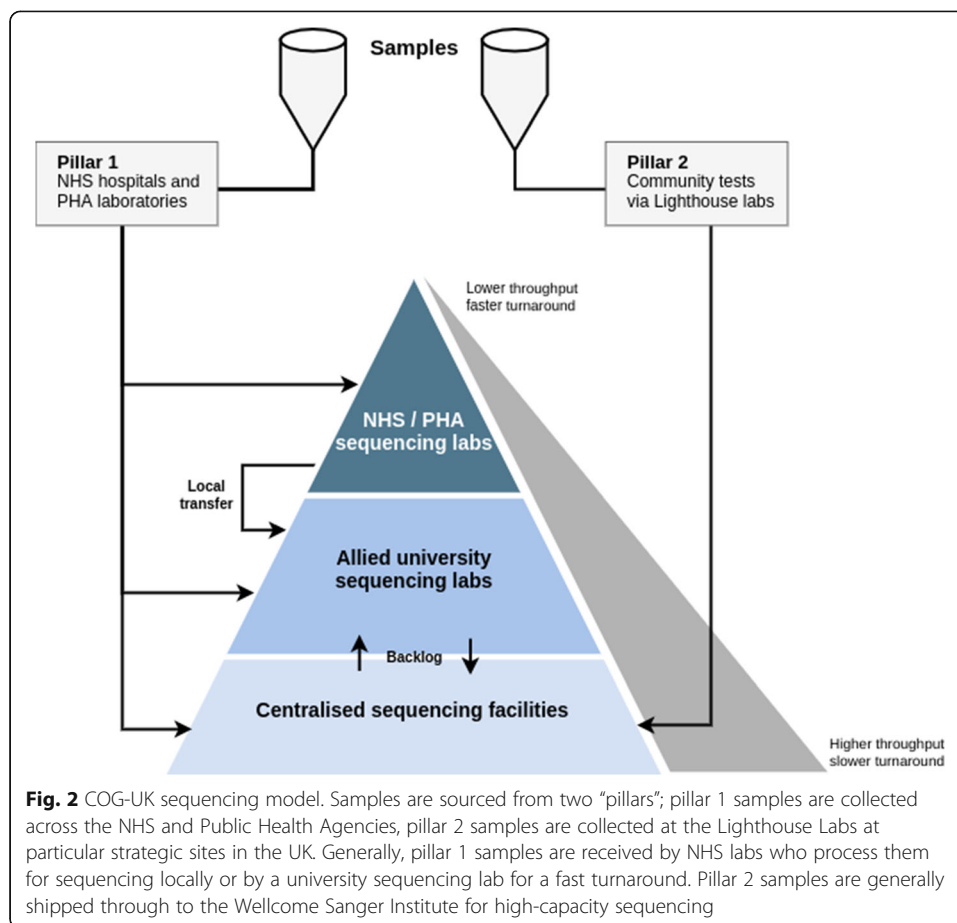 Samples
Pillar 1
NHS hospitals and
PHA laboratories
Pillar 2
Community tests
via Lighthouse labs
Lower throughput
faster turnaround
NHS / PHA
sequencing labs
Local
transfer
Allied university
sequencing labs
Backlog
Centralised sequencing facilities
Higher throughput
slower turnaround
Fig. 2 COG-UK sequencing model. Samples are sourced from two “pillars”; pillar 1 samples are collected
across the NHS and Public Health Agencies, pillar 2 samples are collected at the Lighthouse Labs at
particular strategic sites in the UK. Generally, pillar 1 samples are received by NHS labs who process them
for sequencing locally or by a university sequencing lab for a fast turnaround. Pillar 2 samples are generally
shipped through to the Wellcome Sanger Institute for high-capacity sequencing